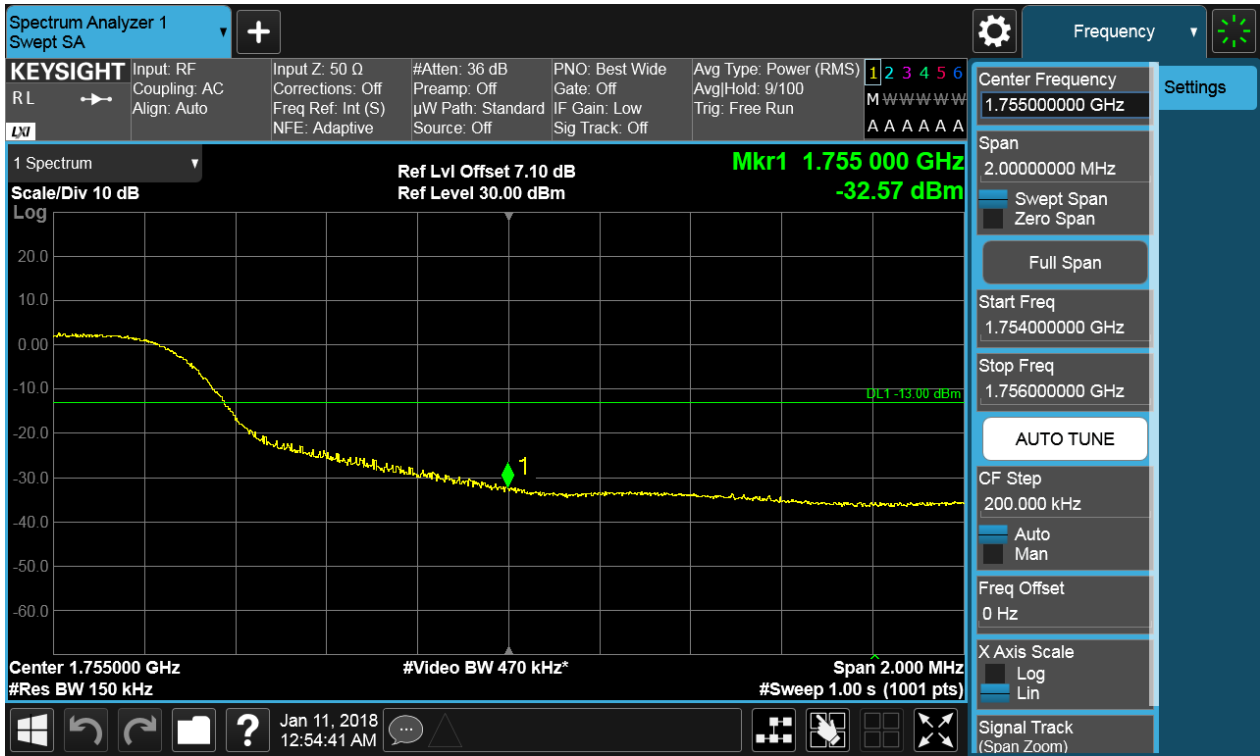 Spectrum Analyzer 1
Swept SA
Frequency
KEYSIGHT
R L
LXI
Input: RF
Coupling: AC
Align: Auto
Input Z: 50 Ω
Corrections: Off
Freq Ref: Int (S)
NFE: Adaptive
#Atten: 36 dB
Preamp: Off
µW Path: Standard
Source: Off
PNO: Best Wide
Gate: Off
IF Gain: Low
Sig Track: Off
Avg Type: Power (RMS)
Avg|Hold: 9/100
Trig: Free Run
1 2 3 4 5 6
M W W W W W
A A A A A A
1 Spectrum
Scale/Div 10 dB
Log
Ref Lvl Offset 7.10 dB
Ref Level 30.00 dBm
Mkr1 1.755 000 GHz
-32.57 dBm
20.0
10.0
0.00
-10.0
-20.0
-30.0
-40.0
-50.0
-60.0
DL1 -13.00 dBm
1
Center 1.755000 GHz
#Res BW 150 kHz
#Video BW 470 kHz*
Span 2.000 MHz
#Sweep 1.00 s (1001 pts)
Center Frequency
1.755000000 GHz
Span
2.00000000 MHz
Swept Span
Zero Span
Full Span
Start Freq
1.754000000 GHz
Stop Freq
1.756000000 GHz
AUTO TUNE
CF Step
200.000 kHz
Auto
Man
Freq Offset
0 Hz
X Axis Scale
Log
Lin
Signal Track
(Span Zoom)
Settings
?
Jan 11, 2018
12:54:41 AM